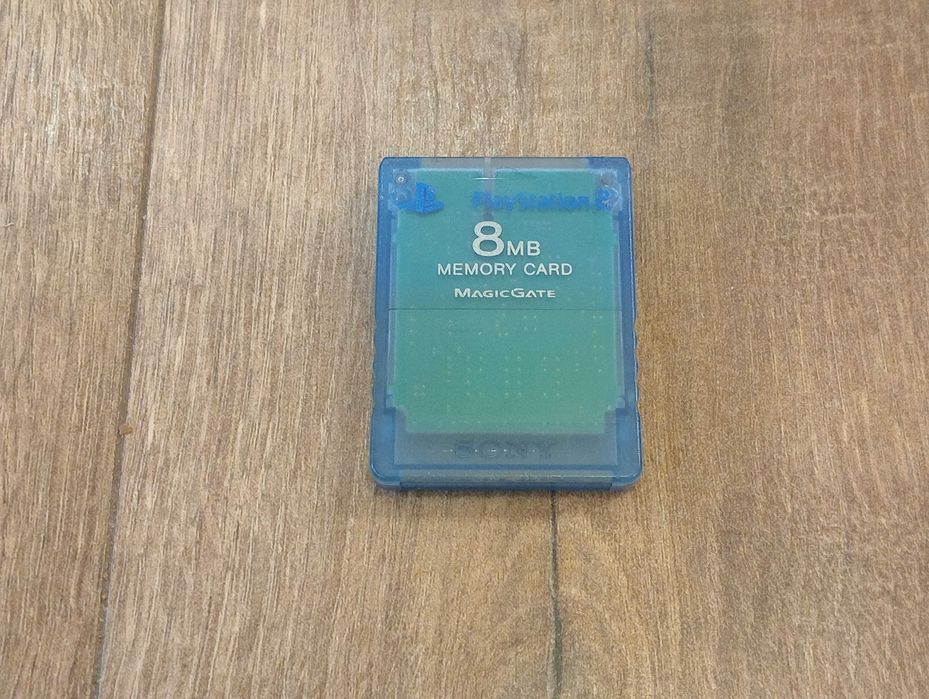 PlayStation 2
8MB
MEMORY CARD
MAGICGATE
SONY